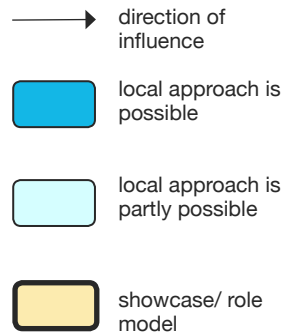 direction of
influence
local approach is
possible
local approach is
partly possible
showcase/ role
model